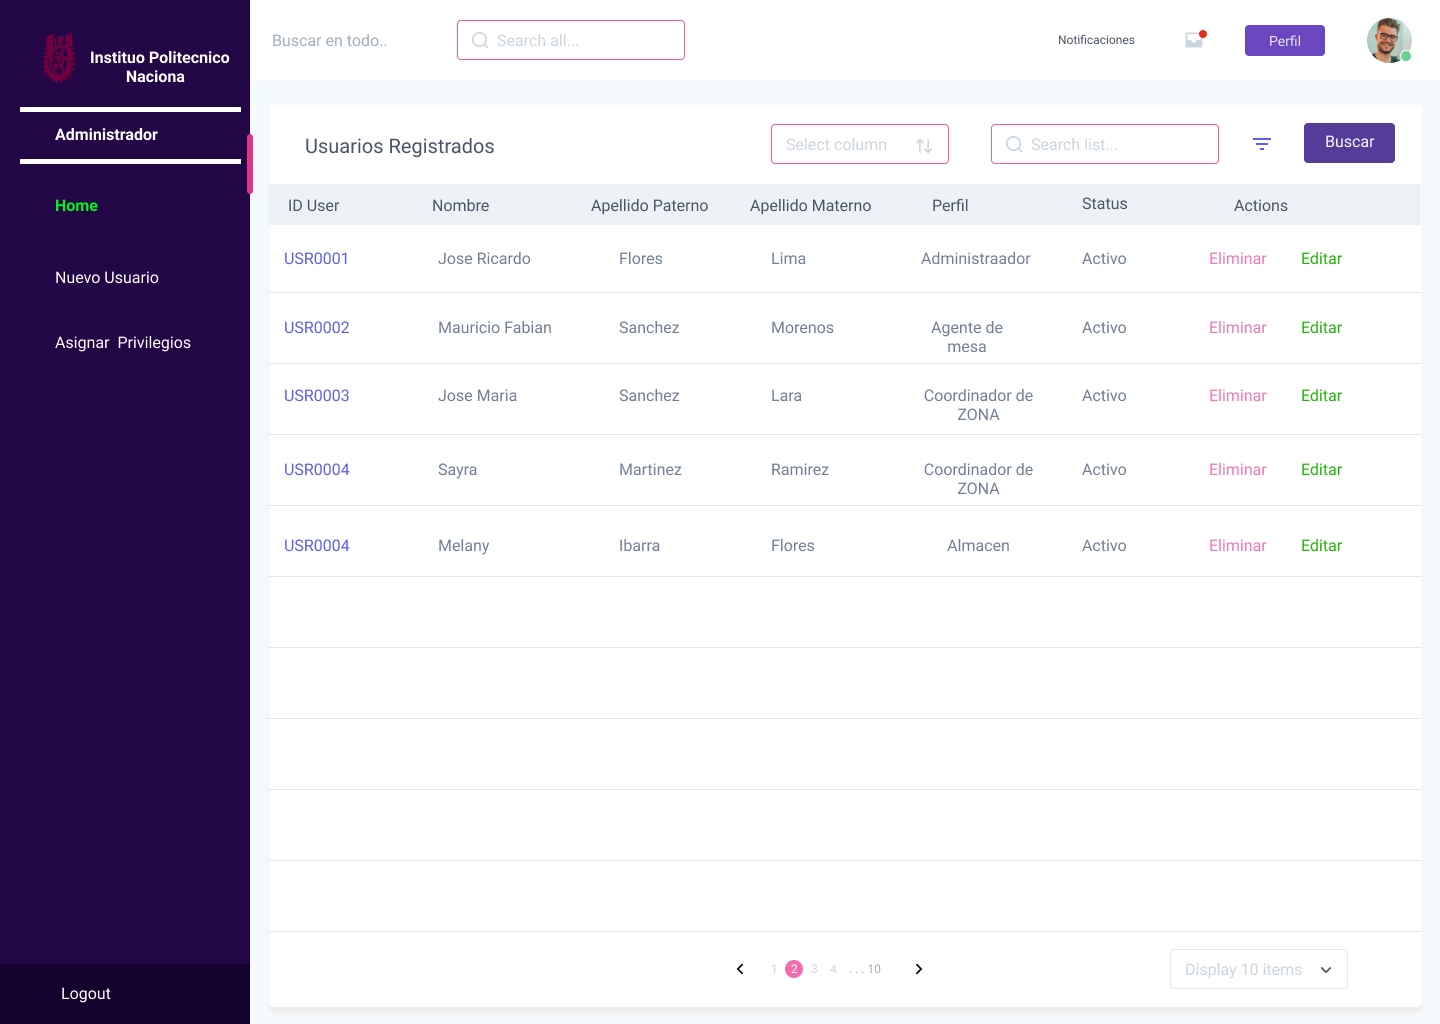 Instituo Politecnico
Naciona
Administrador
Home
Nuevo Usuario
Asignar  Privilegios
Logout
Buscar en todo..
Search all...
Notificaciones
Perfil
Usuarios Registrados
Select column
Search list...
Buscar
ID User Nombre Apellido Paterno Apellido Materno Perfil Status Actions
USR0001 Jose Ricardo Flores Lima Administraador Activo Eliminar Editar
USR0002 Mauricio Fabian Sanchez Morenos Agente de Activo Eliminar Editar
mesa
USR0003 Jose Maria Sanchez Lara Coordinador de Activo Eliminar Editar
ZONA
USR0004 Sayra Martinez Ramirez Coordinador de Activo Eliminar Editar
ZONA
USR0004 Melany Ibarra Flores Almacen Activo Eliminar Editar
1 2 3 4 . . . 10
Display 10 items